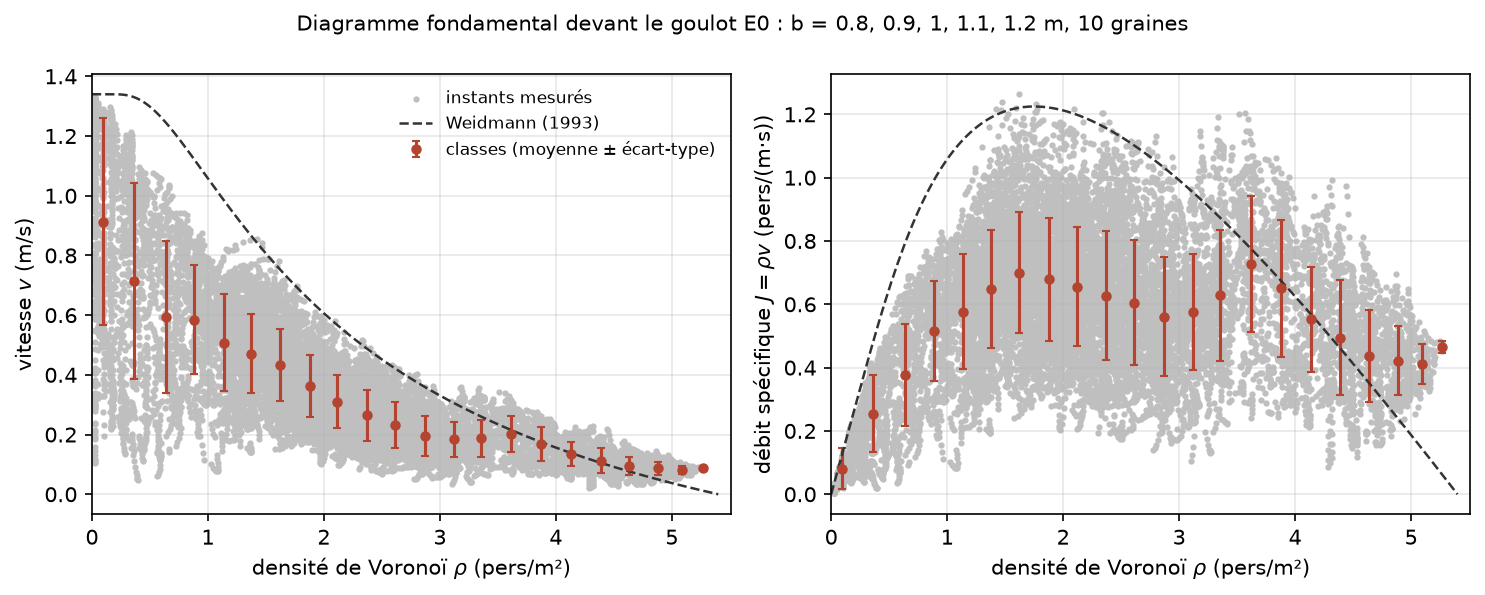 Diagramme fondamental devant le goulot E0 : b = 0.8, 0.9, 1, 1.1, 1.2 m, 10 graines
1.4
1.2
1.0
0.8
0.6
0.4
0.2
0.0
vitesse v (m/s)
instants mesurés
Weidmann (1993)
classes (moyenne ± écart-type)
0 1 2 3 4 5
densité de Voronoï ρ (pers/m²)
1.2
1.0
0.8
0.6
0.4
0.2
0.0
débit spécifique J = ρv (pers/(m·s))
0 1 2 3 4 5
densité de Voronoï ρ (pers/m²)